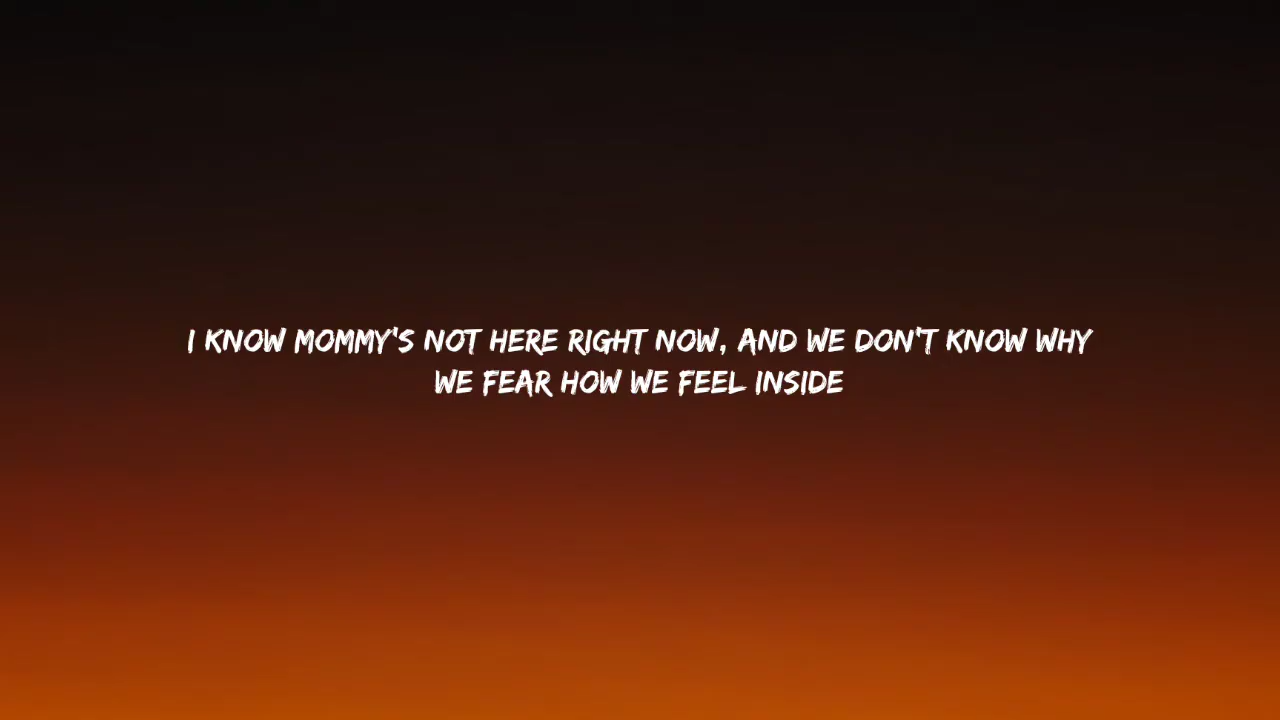 I KNOW MOMMY'S NOT HERE RIGHT NOW, AND WE DON'T KNOW WHY
WE FEAR HOW WE FEEL INSIDE